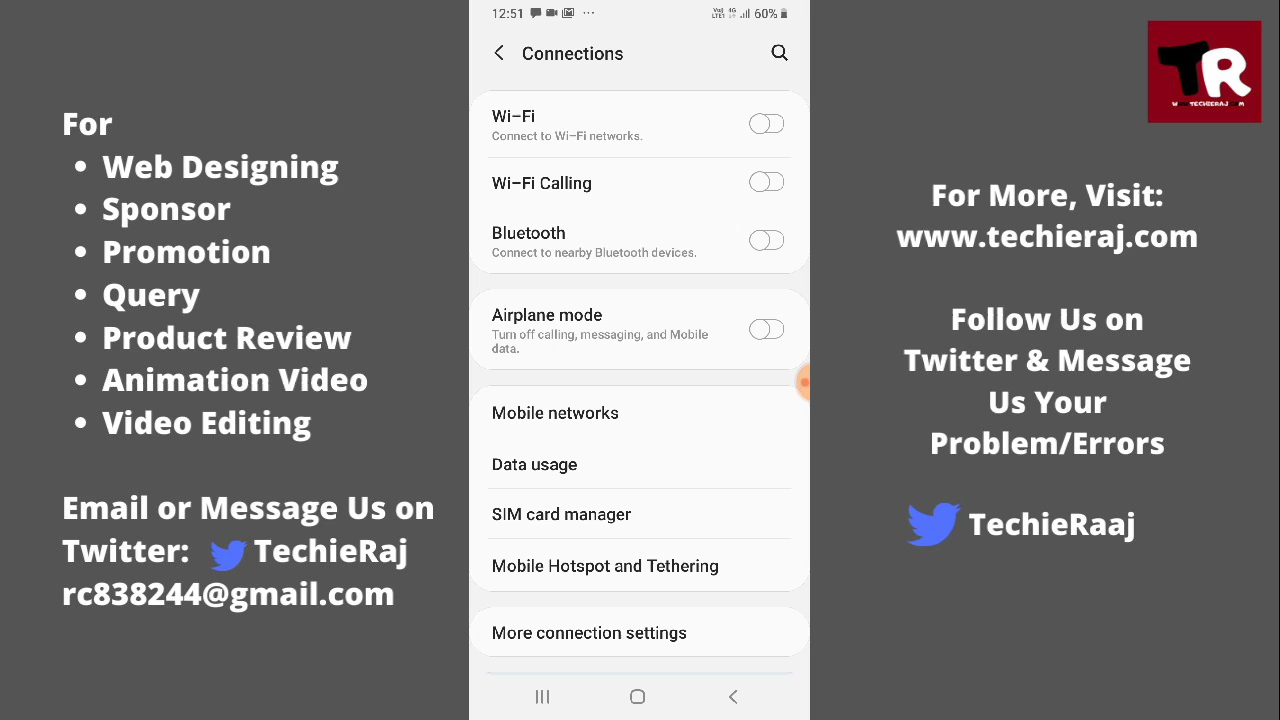 For
• Web Designing
• Sponsor
• Promotion
• Query
• Product Review
• Animation Video
• Video Editing
Email or Message Us on
Twitter: TechieRaj
rc838244@gmail.com
12:51 ··· 4G 60%
Connections
Wi-Fi
Connect to Wi-Fi networks.
Wi-Fi Calling
Bluetooth
Connect to nearby Bluetooth devices.
Airplane mode
Turn off calling, messaging, and Mobile
data.
Mobile networks
Data usage
SIM card manager
Mobile Hotspot and Tethering
More connection settings
TR
For More, Visit:
www.techieraj.com
Follow Us on
Twitter & Message
Us Your
Problem/Errors
TechieRaaj